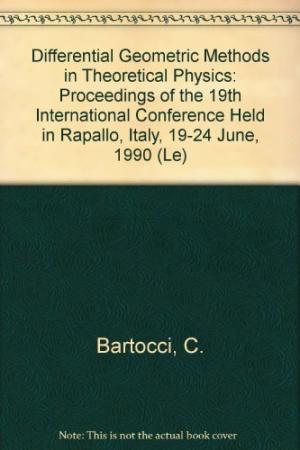 Differential Geometric Methods
in Theoretical Physics:
Proceedings of the 19th
International Conference Held
in Rapallo, Italy, 19-24 June,
1990 (Le)
Bartocci, C.
Note: This is not the actual book cover